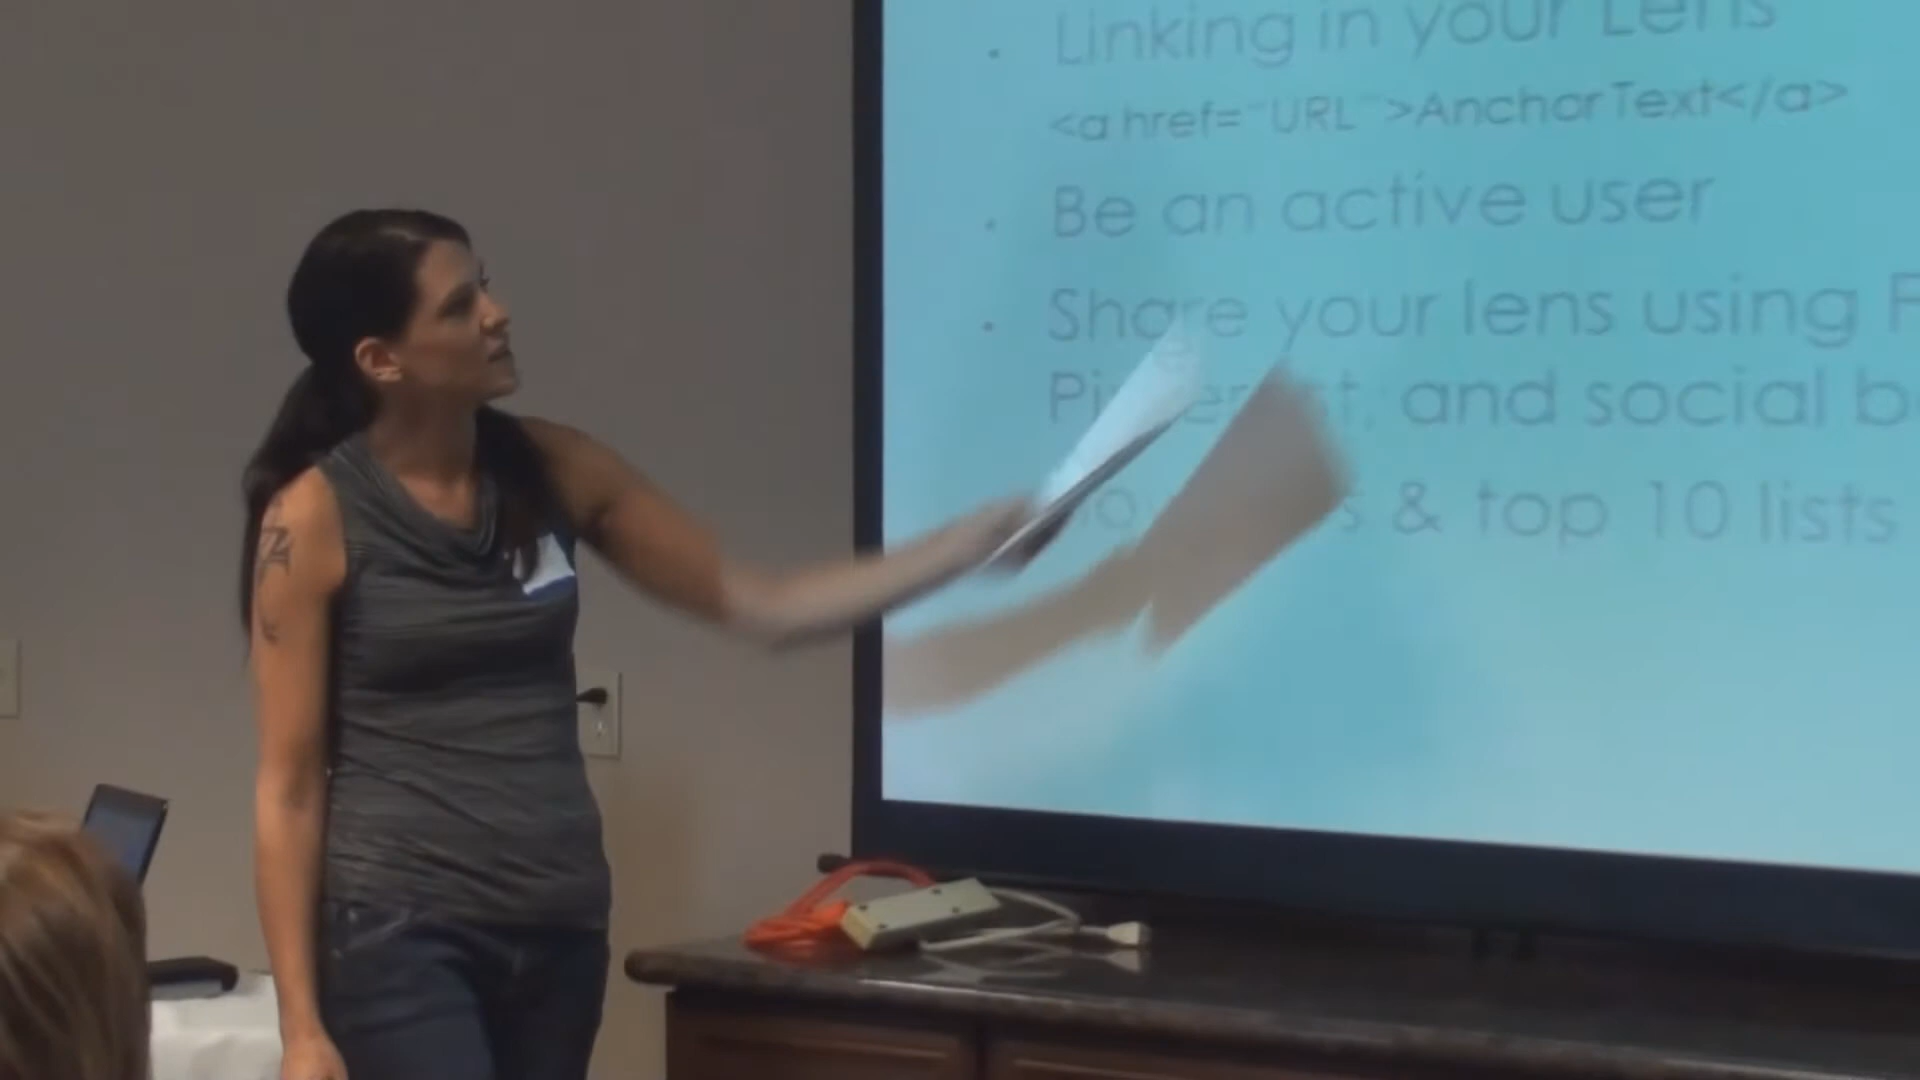 Linking in your Lens
<a href="URL">Anchor Text</a>
Be an active user
Share your lens using
and social
& top 10 lists